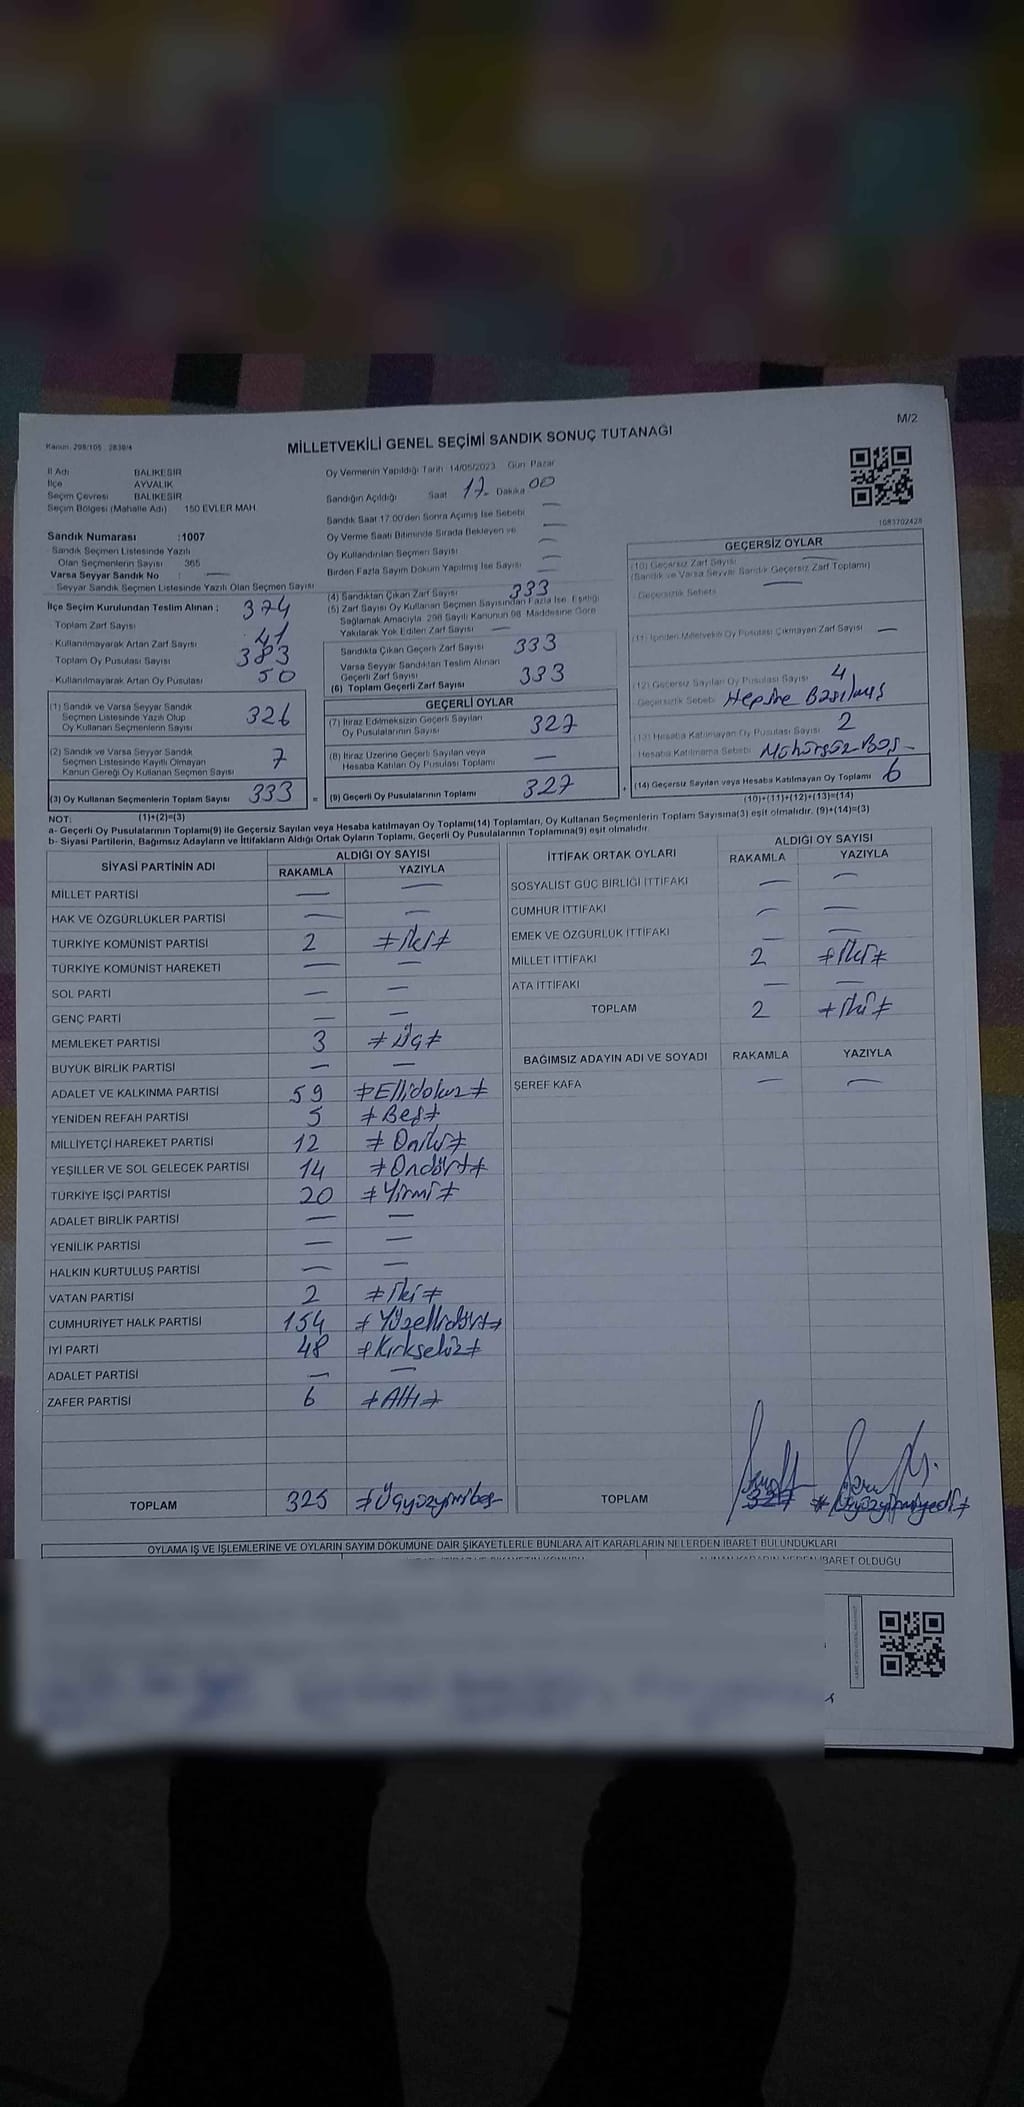 M/2
Kanun: 298/105 2839/4
MİLLETVEKİLİ GENEL SEÇİMİ SANDIK SONUÇ TUTANAĞI
İl Adı BALIKESİR
İlçe AYVALIK
Seçim Çevresi BALIKESİR
Seçim Bölgesi (Mahalle Adı) 150 EVLER MAH
Sandık Numarası :1007
Sandık Seçmen Listesinde Yazılı
Olan Seçmenlerin Sayısı 365
Varsa Seyyar Sandık No : —
Seyyar Sandık Seçmen Listesinde Yazılı Olan Seçmen Sayısı
İlçe Seçim Kurulundan Teslim Alınan ; 374
Toplam Zarf Sayısı
Kullanılmayarak Artan Zarf Sayısı 41
Toplam Oy Pusulası Sayısı 383
Kullanılmayarak Artan Oy Pusulası 50
(1) Sandık ve Varsa Seyyar Sandık
Seçmen Listesinde Yazılı Olup
Oy Kullanan Seçmenlerin Sayısı 326
(2) Sandık ve Varsa Seyyar Sandık
Seçmen Listesinde Kayıtlı Olmayan
Kanun Gereği Oy Kullanan Seçmen Sayısı 7
(3) Oy Kullanan Seçmenlerin Toplam Sayısı 333 =
(1)+(2)=(3)
Oy Vermenin Yapıldığı Tarih 14/05/2023 Gün Pazar
Sandığın Açıldığı Saat 17 Dakika 00
Sandık Saat 17.00'den Sonra Açılmış İse Sebebi —
Oy Verme Saati Bitiminde Sırada Bekleyen ve —
Oy Kullandırılan Seçmen Sayısı —
Birden Fazla Sayım Döküm Yapılmış İse Sayısı —
(4) Sandıktan Çıkan Zarf Sayısı 333
(5) Zarf Sayısı Oy Kullanan Seçmen Sayısından Fazla İse, Eşitliği
Sağlamak Amacıyla, 298 Sayılı Kanunun 98. Maddesine Göre
Yakılarak Yok Edilen Zarf Sayısı —
Sandıkta Çıkan Geçerli Zarf Sayısı 333
Varsa Seyyar Sandıktan Teslim Alınan
Geçerli Zarf Sayısı
(6) Toplam Geçerli Zarf Sayısı 333
GEÇERLİ OYLAR
(7) İtiraz Edilmeksizin Geçerli Sayılan
Oy Pusulasının Sayısı 327
(8) İtiraz Üzerine Geçerli Sayılan veya
Hesaba Katılan Oy Pusulası Toplamı —
(9) Geçerli Oy Pusulalarının Toplamı 327 +
1083702428
GEÇERSİZ OYLAR
(10) Geçersiz Zarf Sayısı —
(Sandık ve Varsa Seyyar Sandık Geçersiz Zarf Toplamı)
Geçersizlik Sebebi —
(11) İçinden Milletvekili Oy Pusulası Çıkmayan Zarf Sayısı —
(12) Geçersiz Sayılan Oy Pusulası Sayısı 4
Geçersizlik Sebebi Hepsine Basılmış
(13) Hesaba Katılmayan Oy Pusulası Sayısı 2
Hesaba Katılmama Sebebi Mühürsüz Boş
(14) Geçersiz Sayılan veya Hesaba Katılmayan Oy Toplamı 6
(10)+(11)+(12)+(13)=(14)
NOT:
a- Geçerli Oy Pusulalarının Toplamı(9) ile Geçersiz Sayılan veya Hesaba katılmayan Oy Toplamı(14) Toplamları, Oy Kullanan Seçmenlerin Toplam Sayısına(3) eşit olmalıdır. (9)+(14)=(3)
b- Siyasi Partilerin, Bağımsız Adayların ve İttifakların Aldığı Ortak Oyların Toplamı, Geçerli Oy Pusulalarının Toplamına(9) eşit olmalıdır
SİYASİ PARTİNİN ADI ALDIĞI OY SAYISI
RAKAMLA YAZIYLA
MİLLET PARTİSİ — —
HAK VE ÖZGÜRLÜKLER PARTİSİ — —
TÜRKİYE KOMÜNİST PARTİSİ 2 ≠İki≠
TÜRKİYE KOMÜNİST HAREKETİ — —
SOL PARTİ — —
GENÇ PARTİ — —
MEMLEKET PARTİSİ 3 ≠Üç≠
BÜYÜK BİRLİK PARTİSİ — —
ADALET VE KALKINMA PARTİSİ 59 ≠Ellidokuz≠
YENİDEN REFAH PARTİSİ 5 ≠Beş≠
MİLLİYETÇİ HAREKET PARTİSİ 12 ≠Oniki≠
YEŞİLLER VE SOL GELECEK PARTİSİ 14 ≠Ondört≠
TÜRKİYE İŞÇİ PARTİSİ 20 ≠Yirmi≠
ADALET BİRLİK PARTİSİ — —
YENİLİK PARTİSİ — —
HALKIN KURTULUŞ PARTİSİ — —
VATAN PARTİSİ 2 ≠İki≠
CUMHURİYET HALK PARTİSİ 154 ≠Yüzellidört≠
İYİ PARTİ 48 ≠Kırksekiz≠
ADALET PARTİSİ — —
ZAFER PARTİSİ 6 ≠Altı≠
TOPLAM 325 ≠Üçyüzyirmibeş
İTTİFAK ORTAK OYLARI ALDIĞI OY SAYISI
RAKAMLA YAZIYLA
SOSYALİST GÜÇ BİRLİĞİ İTTİFAKI — —
CUMHUR İTTİFAKI — —
EMEK VE ÖZGÜRLÜK İTTİFAKI — —
MİLLET İTTİFAKI 2 ≠İki≠
ATA İTTİFAKI — —
TOPLAM 2 ≠İki≠
BAĞIMSIZ ADAYIN ADI VE SOYADI RAKAMLA YAZIYLA
ŞEREF KAFA — —
TOPLAM 327 ≠Üçyüzyirmiyedi≠
OYLAMA İŞ VE İŞLEMLERİNE VE OYLARIN SAYIM DÖKÜMÜNE DAİR ŞİKAYETLERLE BUNLARA AİT KARARLARIN NELERDEN İBARET BULUNDUKLARI
İBARET OLDUĞU